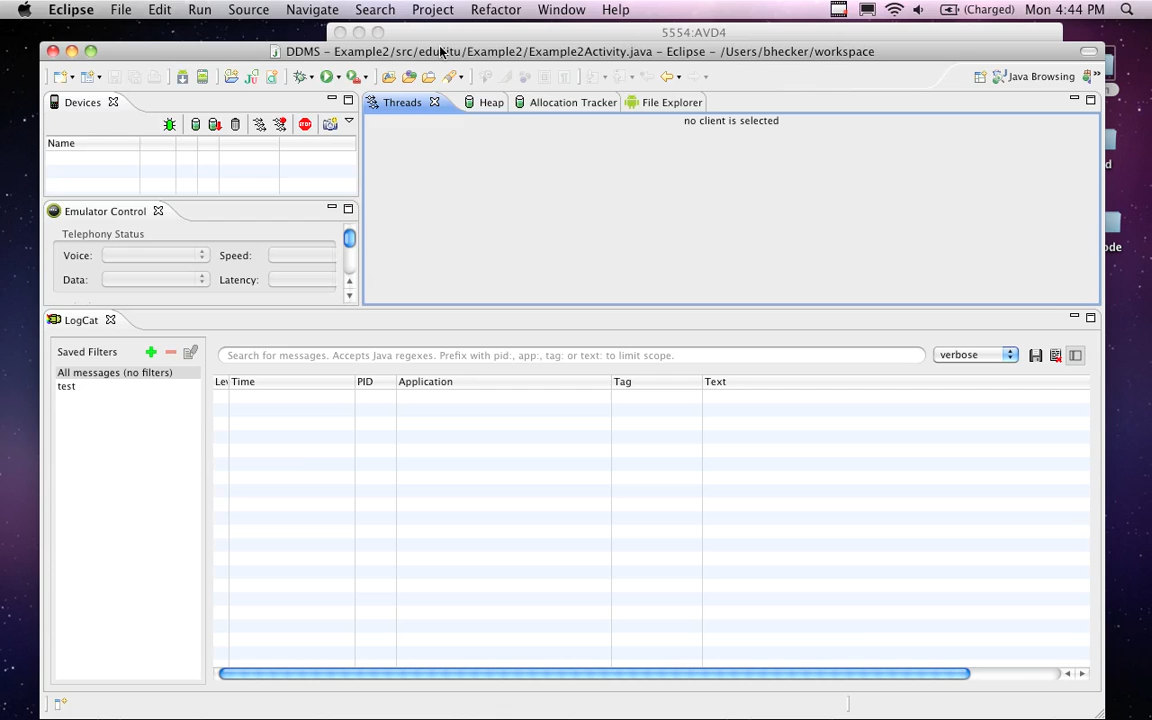 Eclipse File Edit Run Source Navigate Search Project Refactor Window Help (Charged) Mon 4:44 PM
5554:AVD4
DDMS – Example2/src/edu/ /Example2/Example2Activity.java – Eclipse – /Users/bhecker/workspace
Java Browsing
Devices
Name
Threads Heap Allocation Tracker File Explorer
no client is selected
Emulator Control
Telephony Status
Voice: Speed:
Data: Latency:
LogCat
Saved Filters
All messages (no filters)
test
Search for messages. Accepts Java regexes. Prefix with pid:, app:, tag: or text: to limit scope.
verbose
Lev Time PID Application Tag Text
d
ode